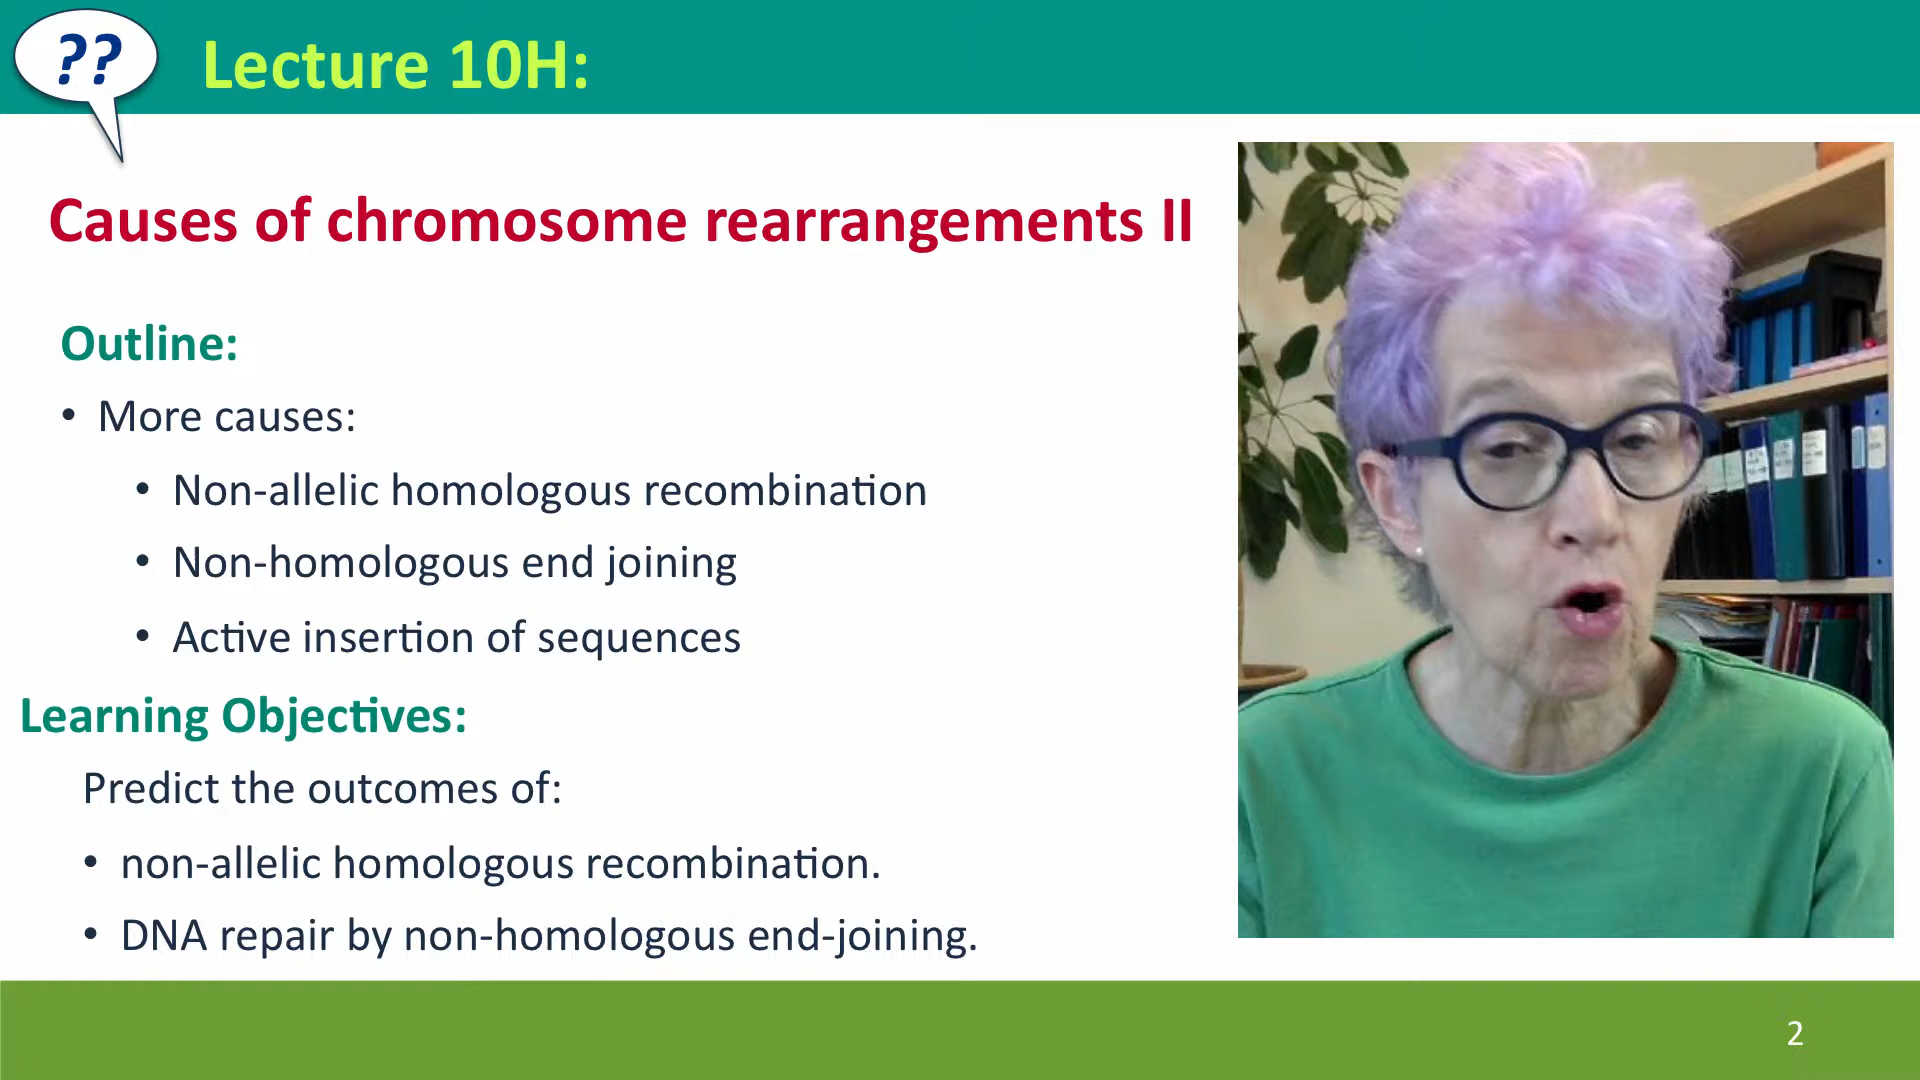 ??
Lecture 10H:
Causes of chromosome rearrangements II
Outline:
• More causes:
• Non-allelic homologous recombination
• Non-homologous end joining
• Active insertion of sequences
Learning Objectives:
Predict the outcomes of:
• non-allelic homologous recombination.
• DNA repair by non-homologous end-joining.
2